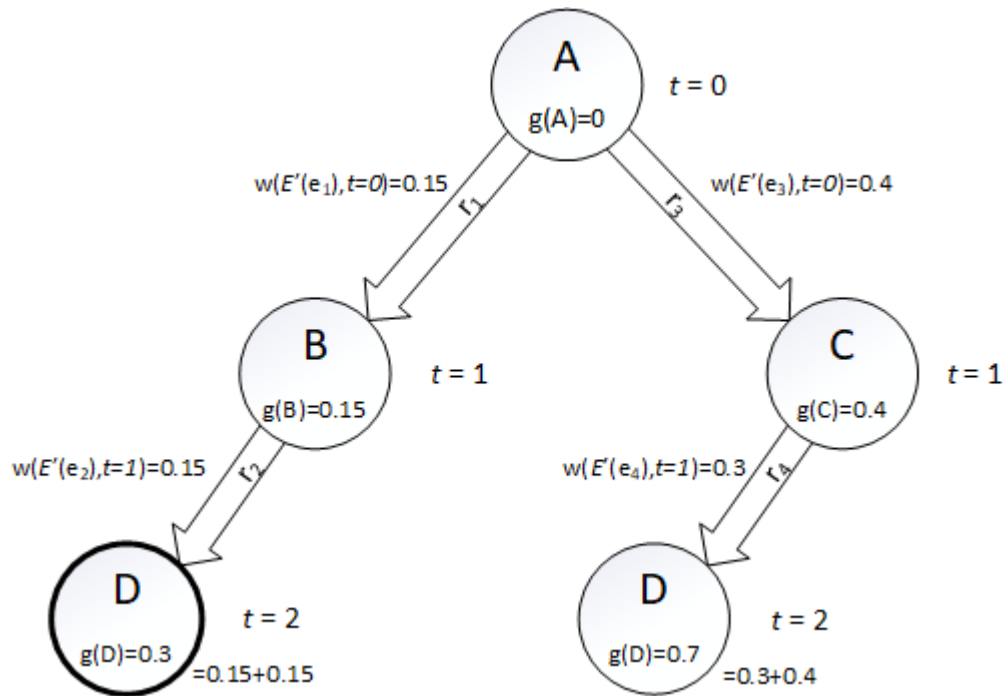 A
t = 0
g(A)=0
w(E'(e₁),t=0)=0.15
r₁
r₃
w(E'(e₃),t=0)=0.4
B
t = 1
g(B)=0.15
C
t = 1
g(C)=0.4
w(E'(e₂),t=1)=0.15
r₂
w(E'(e₄),t=1)=0.3
r₄
D
t = 2
g(D)=0.3
=0.15+0.15
D
t = 2
g(D)=0.7
=0.3+0.4